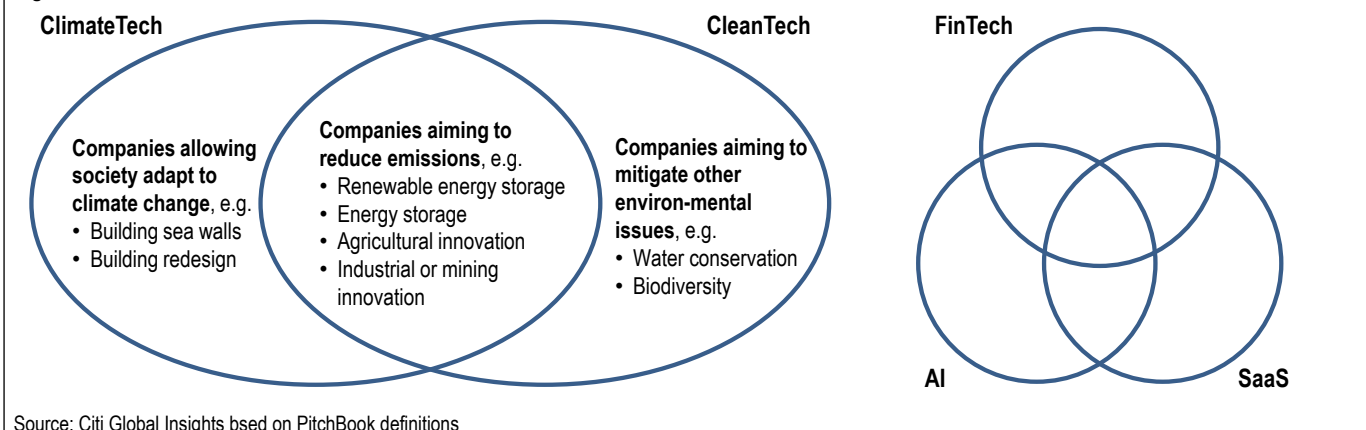 ClimateTech
CleanTech
FinTech
Companies allowing
society adapt to
climate change, e.g.
• Building sea walls
• Building redesign
Companies aiming to
reduce emissions, e.g.
• Renewable energy storage
• Energy storage
• Agricultural innovation
• Industrial or mining
innovation
Companies aiming to
mitigate other
environ-mental
issues, e.g.
• Water conservation
• Biodiversity
AI
SaaS
Source: Citi Global Insights bsed on PitchBook definitions